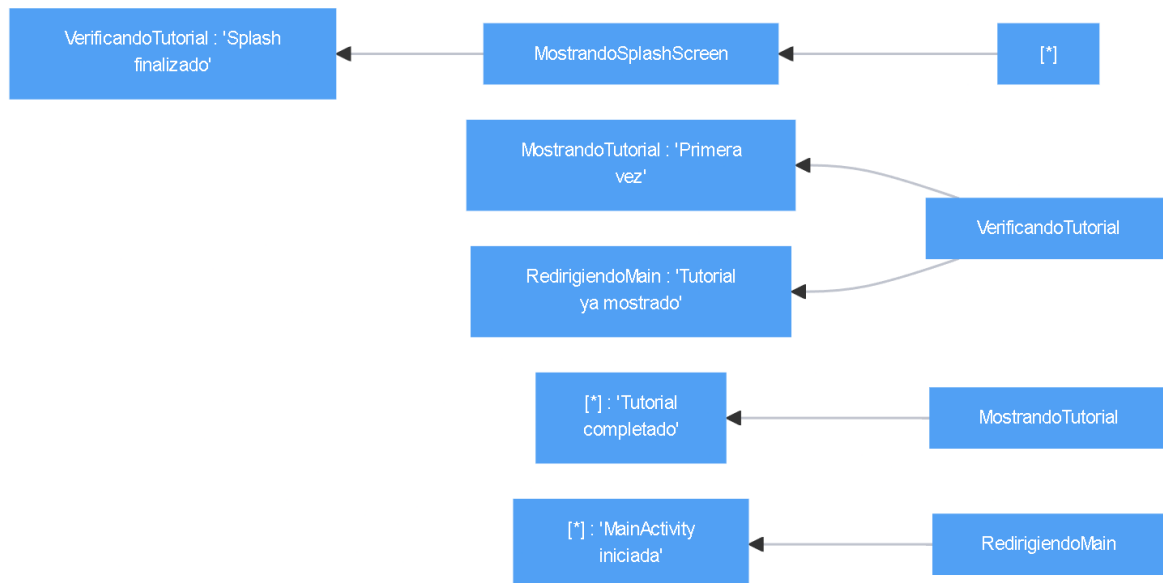 VerificandoTutorial : 'Splash
finalizado'
MostrandoSplashScreen
[*]
MostrandoTutorial : 'Primera
vez'
VerificandoTutorial
RedirigiendoMain : 'Tutorial
ya mostrado'
[*] : 'Tutorial
completado'
MostrandoTutorial
[*] : 'MainActivity
iniciada'
RedirigiendoMain